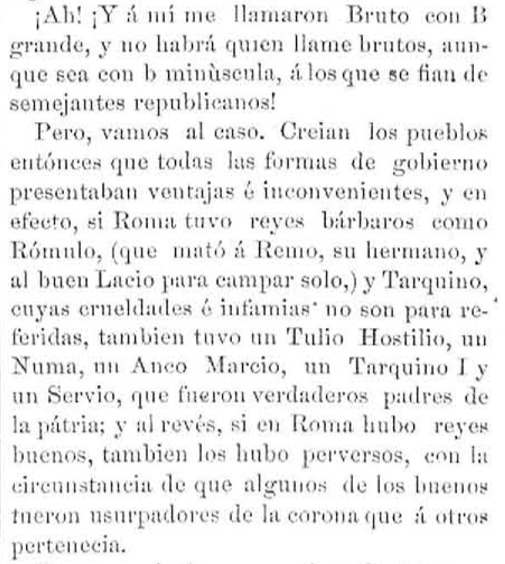 ¡Ah! ¡Y á mí me llamaron Bruto con B
grande, y no habrá quien llame brutos, aun-
que sea con b minùscula, á los que se fian de
semejantes republicanos!
Pero, vamos al caso. Creian los pueblos
entónces que todas las formas de gobierno
presentaban ventajas é inconvenientes, y en
efecto, si Roma tuvo reyes bárbaros como
Rómulo, (que mató á Remo, su hermano, y
al buen Lacio para campar solo,) y Tarquino,
cuyas crueldades é infamias no son para re-
feridas, tambien tuvo un Tulio Hostilio, un
Numa, un Anco Marcio, un Tarquino I y
un Servio, que fueron verdaderos padres de
la pátria; y al revés, si en Roma hubo reyes
buenos, tambien los hubo perversos, con la
circunstancia de que algunos de los buenos
fueron usurpadores de la corona que á otros
pertenecia.